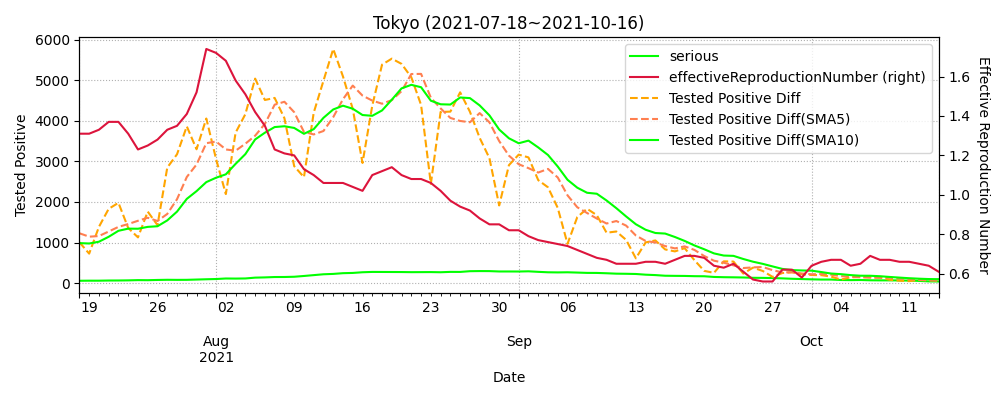 Tokyo (2021-07-18~2021-10-16)
6000
5000
4000
3000
2000
1000
0
Tested Positive
serious
effectiveReproductionNumber (right)
Tested Positive Diff
Tested Positive Diff(SMA5)
Tested Positive Diff(SMA10)
1.6
1.4
1.2
1.0
0.8
0.6
Effective Reproduction Number
19 26 02 09 16 23 30 06 13 20 27 04 11
Aug Sep Oct
2021
Date